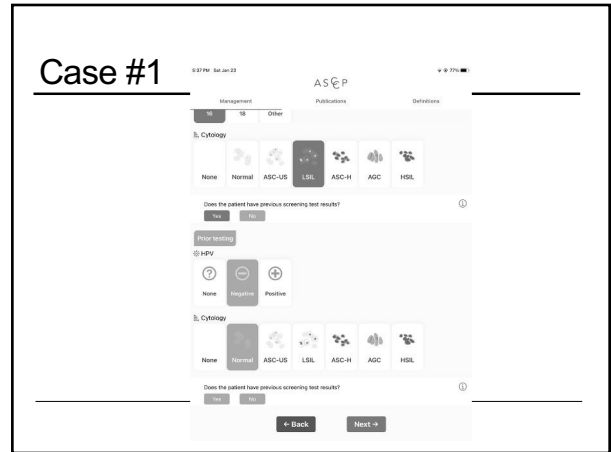 Case #1
5:37 PM Sat Jan 23
77%
ASCCP
Management Publications Definitions
16 18 Other
Cytology
None Normal ASC-US LSIL ASC-H AGC HSIL
Does the patient have previous screening test results?
Yes No
Prior testing
HPV
None Negative Positive
Cytology
None Normal ASC-US LSIL ASC-H AGC HSIL
Does the patient have previous screening test results?
Yes No
← Back Next →